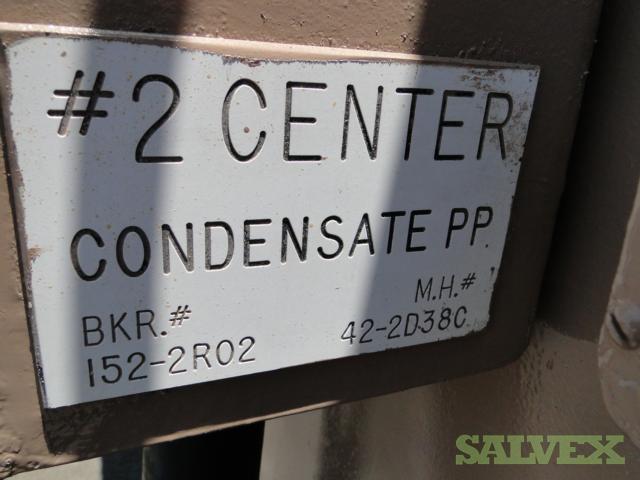 #2 CENTER
CONDENSATE PP.
BKR.#
M.H.#
152-2R02
42-2D38C
SALVEX